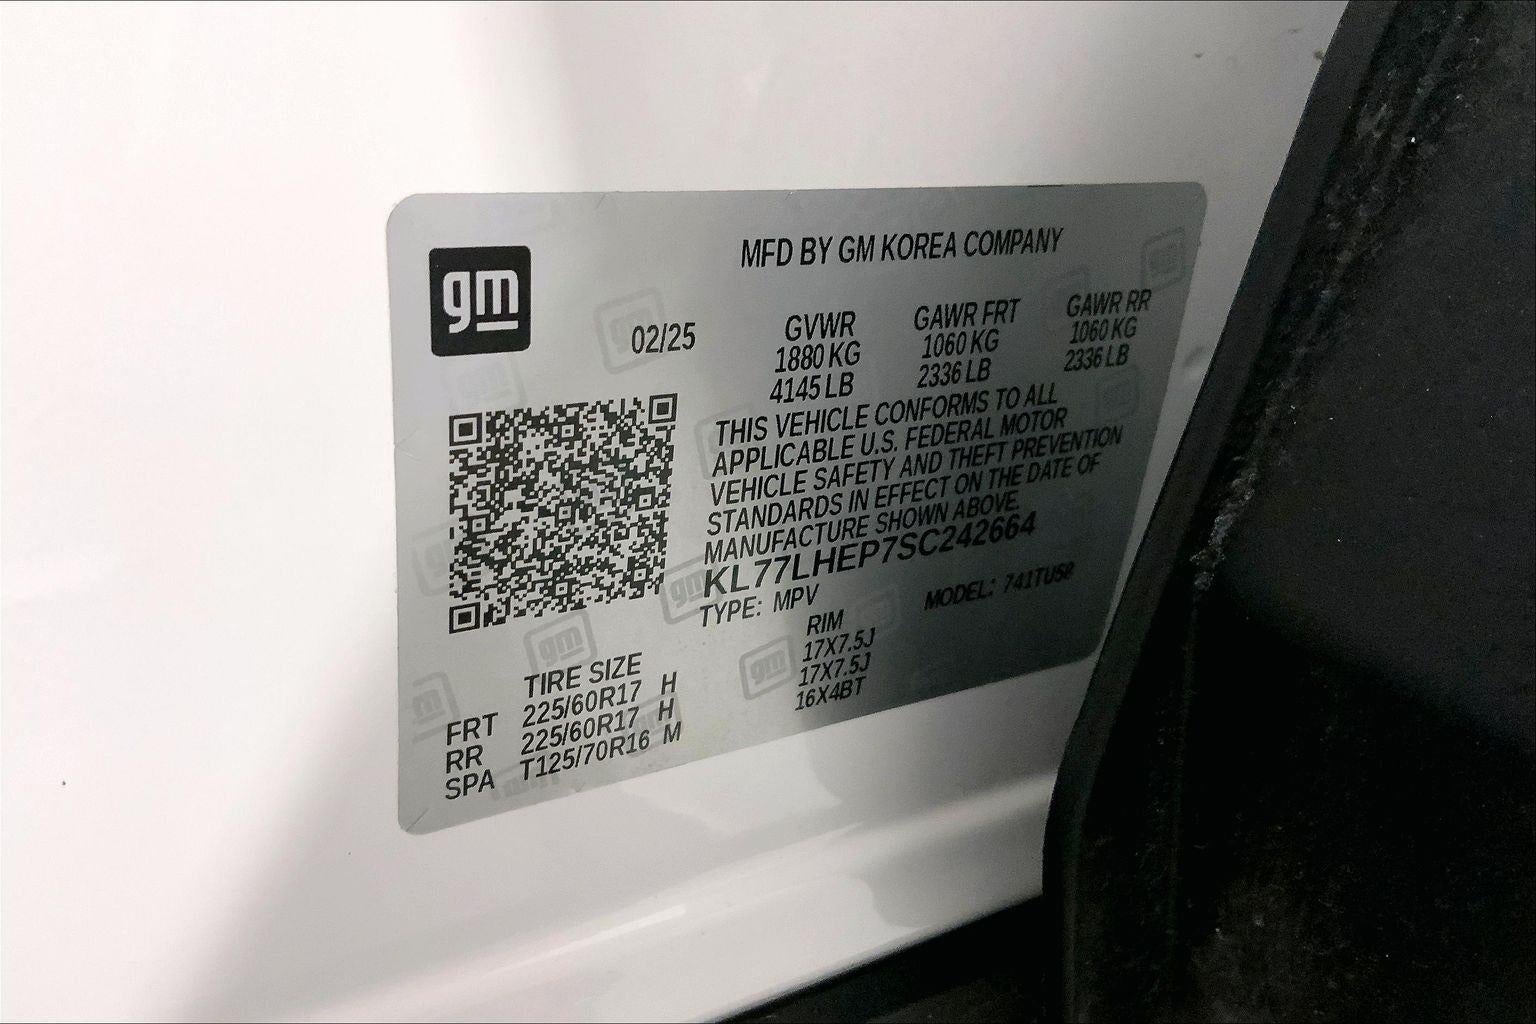 gm
MFD BY GM KOREA COMPANY
02/25
GVWR GAWR FRT GAWR RR
1880 KG 1060 KG 1060 KG
4145 LB 2336 LB 2336 LB
THIS VEHICLE CONFORMS TO ALL
APPLICABLE U.S. FEDERAL MOTOR
VEHICLE SAFETY AND THEFT PREVENTION
STANDARDS IN EFFECT ON THE DATE OF
MANUFACTURE SHOWN ABOVE.
KL77LHEP7SC242664
TYPE: MPV MODEL:
TIRE SIZE RIM
FRT 225/60R17 H 17X7.5J
RR 225/60R17 H 17X7.5J
SPA T125/70R16 M 16X4BT